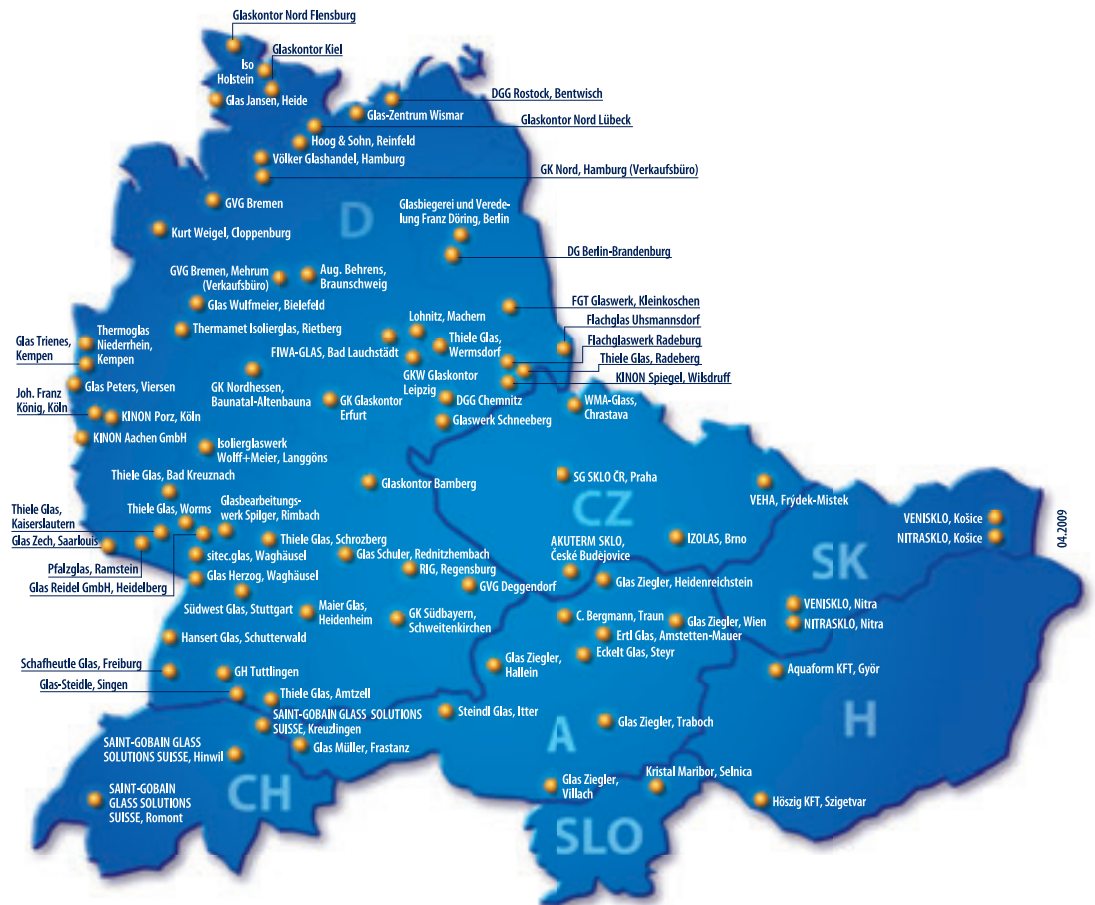 Glaskontor Nord Flensburg
Glaskontor Kiel
Iso
Holstein
Glas Jansen, Heide
DGG Rostock, Bentwisch
Glas-Zentrum Wismar
Glaskontor Nord Lübeck
Hoog & Sohn, Reinfeld
Völker Glashandel, Hamburg
GK Nord, Hamburg (Verkaufsbüro)
GVG Bremen
Glasbiegerei und Verede-
lung Franz Döring, Berlin
D
Kurt Weigel, Cloppenburg
DG Berlin-Brandenburg
GVG Bremen, Mehrum
(Verkaufsbüro)
Aug. Behrens,
Braunschweig
Glas Wulfmeier, Bielefeld
FGT Glaswerk, Kleinkoschen
Lohnitz, Machern
Flachglas Uhsmannsdorf
Thermamet Isolierglas, Rietberg
Thermoglas
Niederrhein,
Kempen
Glas Trienes,
Kempen
Thiele Glas,
Wermsdorf
Flachglaswerk Radeburg
FIWA-GLAS, Bad Lauchstädt
Thiele Glas, Radeberg
GKW Glaskontor
Leipzig
KINON Spiegel, Wilsdruff
Glas Peters, Viersen
GK Nordhessen,
Baunatal-Altenbauna
Joh. Franz
König, Köln
GK Glaskontor
Erfurt
DGG Chemnitz
WMA-Glass,
Chrastava
KINON Porz, Köln
Glaswerk Schneeberg
KINON Aachen GmbH
Isolierglaswerk
Wolff+Meier, Langgöns
Thiele Glas, Bad Kreuznach
Glaskontor Bamberg
SG SKLO ČR, Praha
VEHA, Frýdek-Mistek
CZ
Thiele Glas,
Kaiserslautern
Thiele Glas, Worms
Glasbearbeitungs-
werk Spilger, Rimbach
VENISKLO, Košice
NITRASKLO, Košice
04.2009
Glas Zech, Saarlouis
Thiele Glas, Schrozberg
IZOLAS, Brno
AKUTERM SKLO,
České Budejovice
SK
Pfalzglas, Ramstein
sitec.glas, Waghäusel
Glas Schuler, Rednitzhembach
RIG, Regensburg
Glas Reidel GmbH, Heidelberg
Glas Herzog, Waghäusel
GVG Deggendorf
Glas Ziegler, Heidenreichstein
Südwest Glas, Stuttgart
Maier Glas,
Heidenheim
GK Südbayern,
Schweitenkirchen
C. Bergmann, Traun
Glas Ziegler, Wien
VENISKLO, Nitra
NITRASKLO, Nitra
Hansert Glas, Schutterwald
Ertl Glas, Amstetten-Mauer
Eckelt Glas, Steyr
Schafheutle Glas, Freiburg
GH Tuttlingen
Glas Ziegler,
Hallein
Aquaform KFT, Györ
Glas-Steidle, Singen
Thiele Glas, Amtzell
Steindl Glas, Itter
H
SAINT-GOBAIN GLASS SOLUTIONS
SUISSE, Kreuzlingen
Glas Ziegler, Traboch
A
Glas Müller, Frastanz
SAINT-GOBAIN GLASS
SOLUTIONS SUISSE, Hinwil
CH
SAINT-GOBAIN
GLASS SOLUTIONS
SUISSE, Romont
Glas Ziegler,
Villach
Kristal Maribor, Selnica
Höszig KFT, Szigetvar
SLO